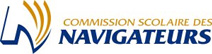 COMMISSION SCOLAIRE DES
NAVIGATEURS